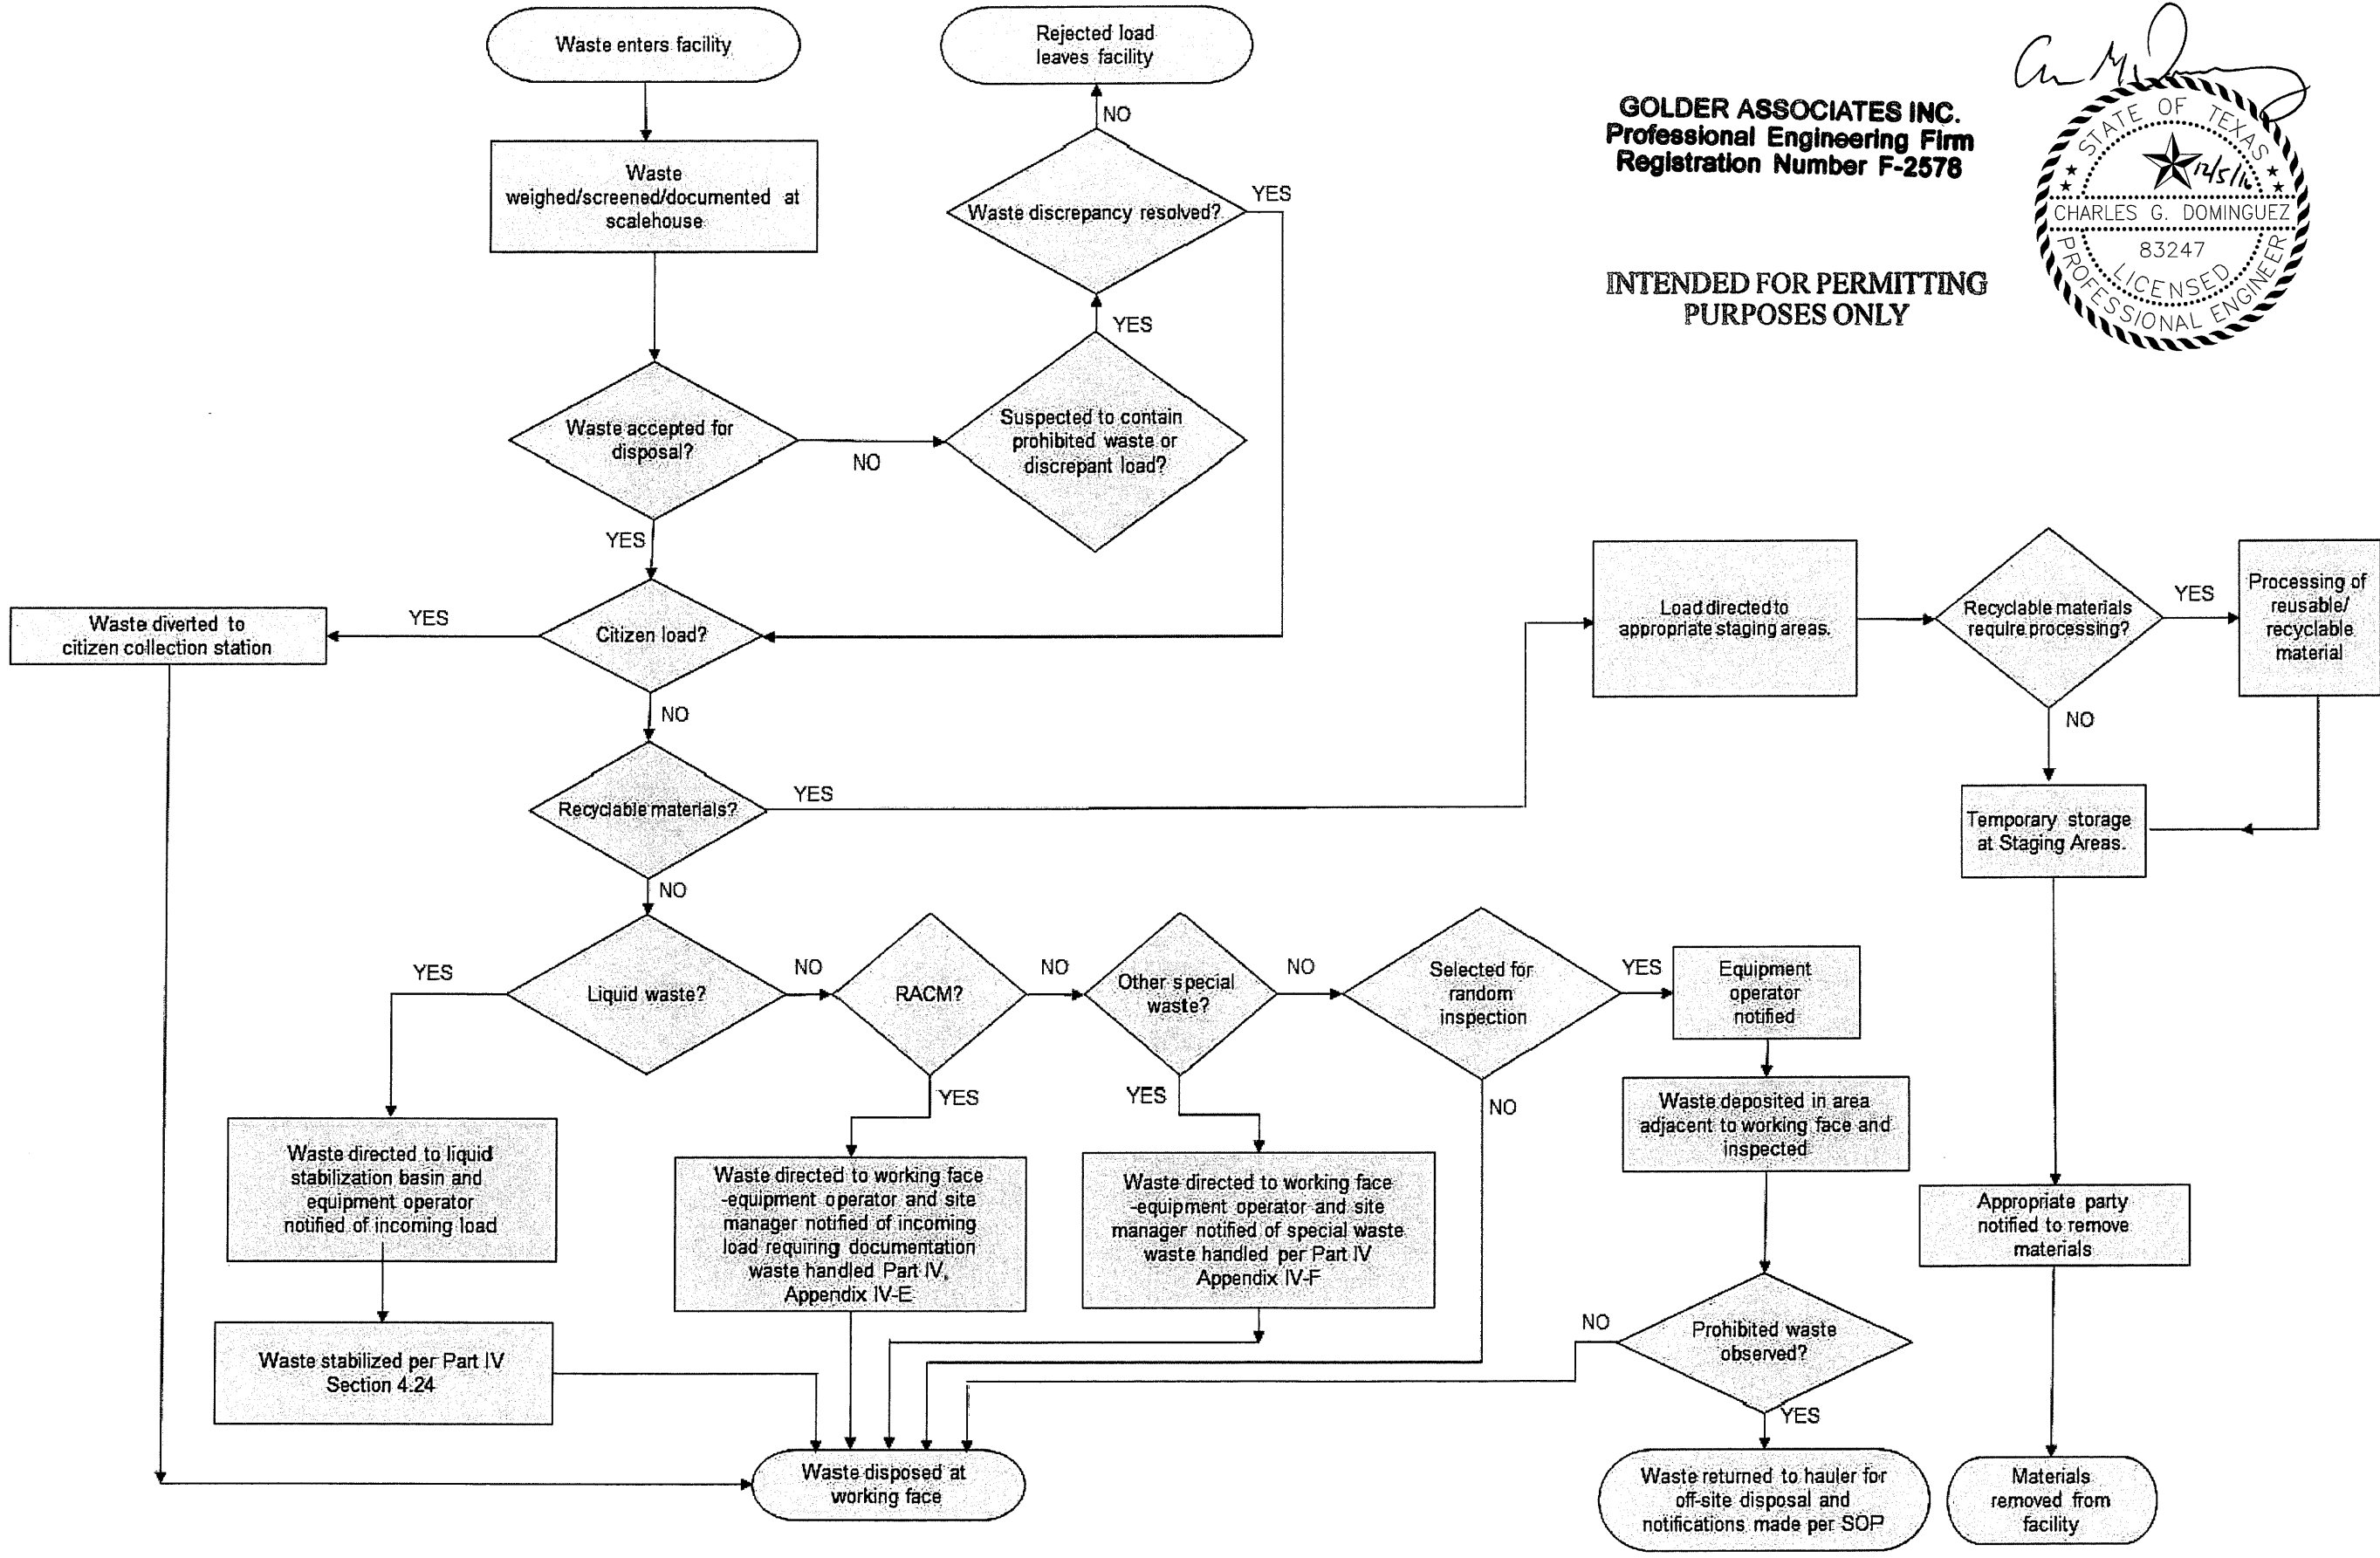 Waste enters facility
Rejected load
leaves facility
GOLDER ASSOCIATES INC.
Professional Engineering Firm
Registration Number F-2578
INTENDED FOR PERMITTING
PURPOSES ONLY
STATE OF TEXAS
12/5/16
CHARLES G. DOMINGUEZ
83247
LICENSED
PROFESSIONAL ENGINEER
NO
Waste
weighed/screened/documented at
scalehouse
Waste discrepancy resolved?
YES
YES
Waste accepted for
disposal?
NO
Suspected to contain
prohibited waste or
discrepant load?
YES
Waste diverted to
citizen collection station
YES
Citizen load?
NO
Load directed to
appropriate staging areas.
Recyclable materials
require processing?
YES
Processing of
reusable/
recyclable
material
NO
Recyclable materials?
YES
Temporary storage
at Staging Areas.
NO
YES
Liquid waste?
NO
RACM?
NO
Other special
waste?
NO
Selected for
random
inspection
YES
Equipment
operator
notified
YES
YES
NO
Waste deposited in area
adjacent to working face and
inspected
Waste directed to liquid
stabilization basin and
equipment operator
notified of incoming load
Waste directed to working face
-equipment operator and site
manager notified of incoming
load requiring documentation
waste handled Part IV,
Appendix IV-E
Waste directed to working face
-equipment operator and site
manager notified of special waste
waste handled per Part IV
Appendix IV-F
Appropriate party
notified to remove
materials
Waste stabilized per Part IV
Section 4.24
NO
Prohibited waste
observed?
YES
Waste disposed at
working face
Waste returned to hauler for
off-site disposal and
notifications made per SOP
Materials
removed from
facility